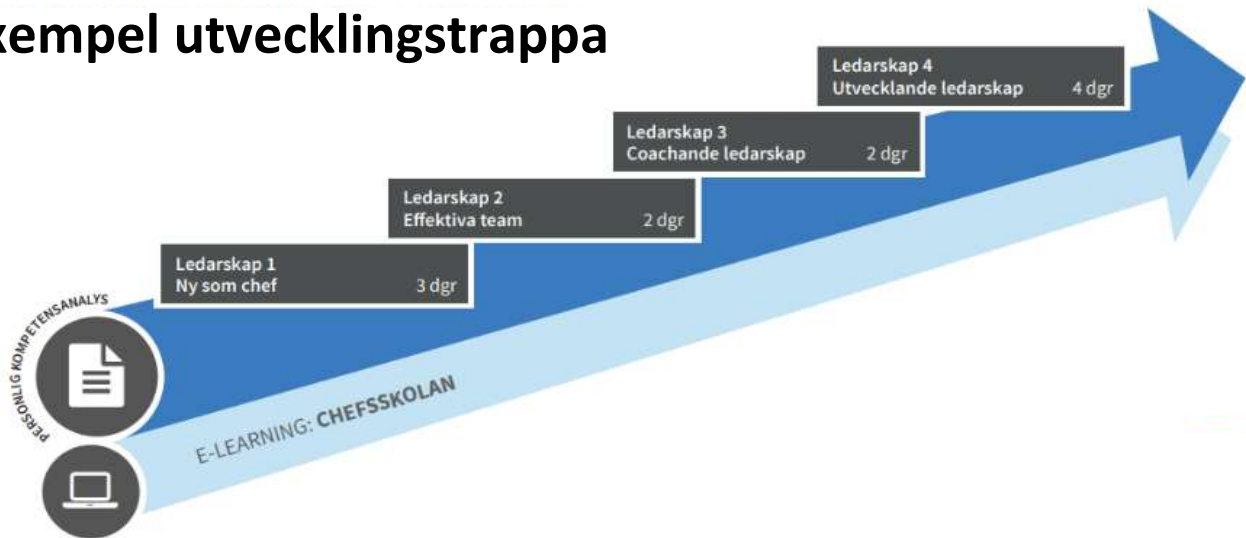 xempel utvecklingstrappa
Ledarskap 4
Utvecklande ledarskap 4 dgr
Ledarskap 3
Coachande ledarskap 2 dgr
Ledarskap 2
Effektiva team 2 dgr
Ledarskap 1
Ny som chef 3 dgr
PERSONLIG KOMPETENSANALYS
E-LEARNING: CHEFSSKOLAN